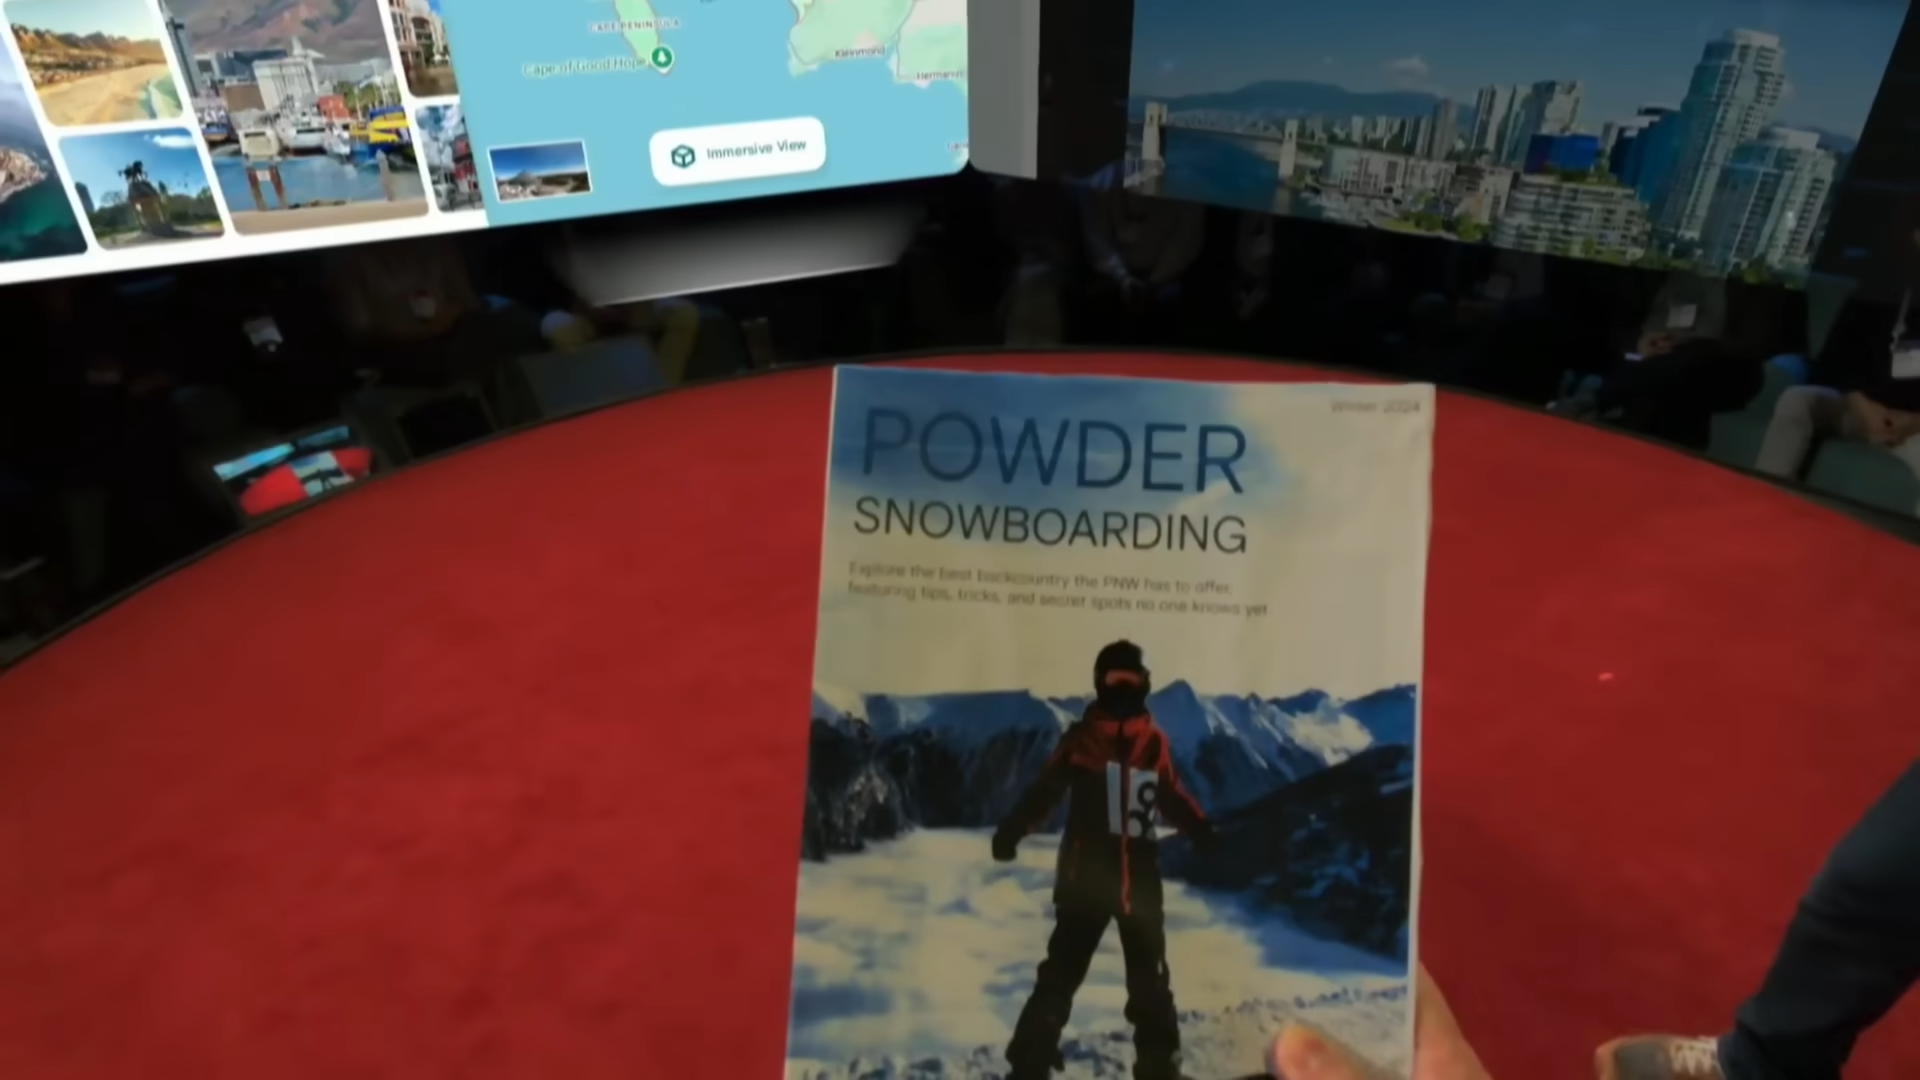 CAPE PENINSULA
Cape of Good Hope
Kleinmond
Hermanus
Immersive View
Winter 2024
POWDER
SNOWBOARDING
Explore the best backcountry the PNW has to offer,
featuring tips, tricks, and secret spots no one knows yet